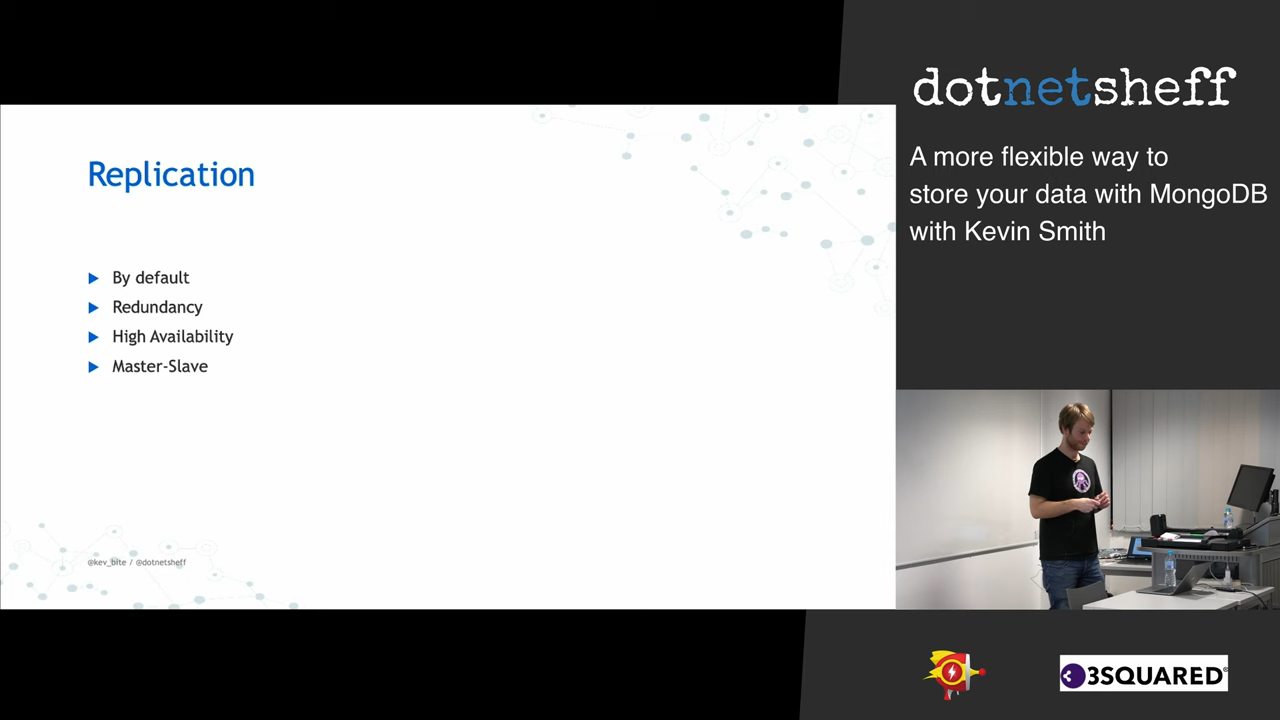 dotnetsheff
A more flexible way to
store your data with MongoDB
with Kevin Smith
Replication
By default
Redundancy
High Availability
Master-Slave
@kev_bite / @dotnetsheff
3SQUARED